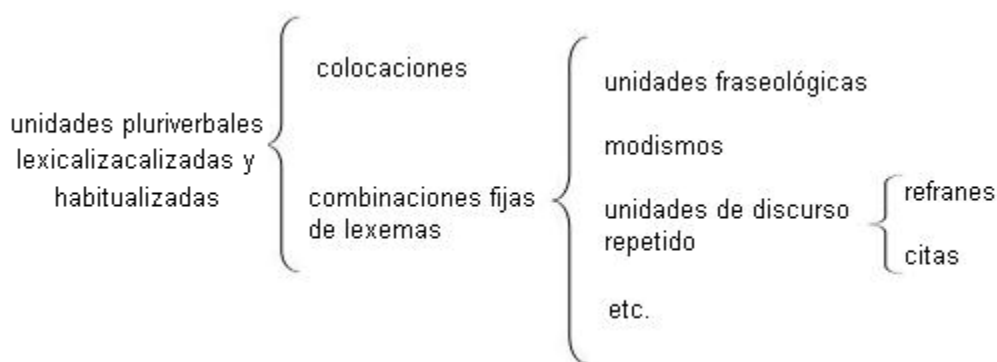 unidades pluriverbales
lexicalizacalizadas y
habitualizadas
colocaciones
combinaciones fijas
de lexemas
unidades fraseológicas
modismos
unidades de discurso
repetido
etc.
refranes
citas